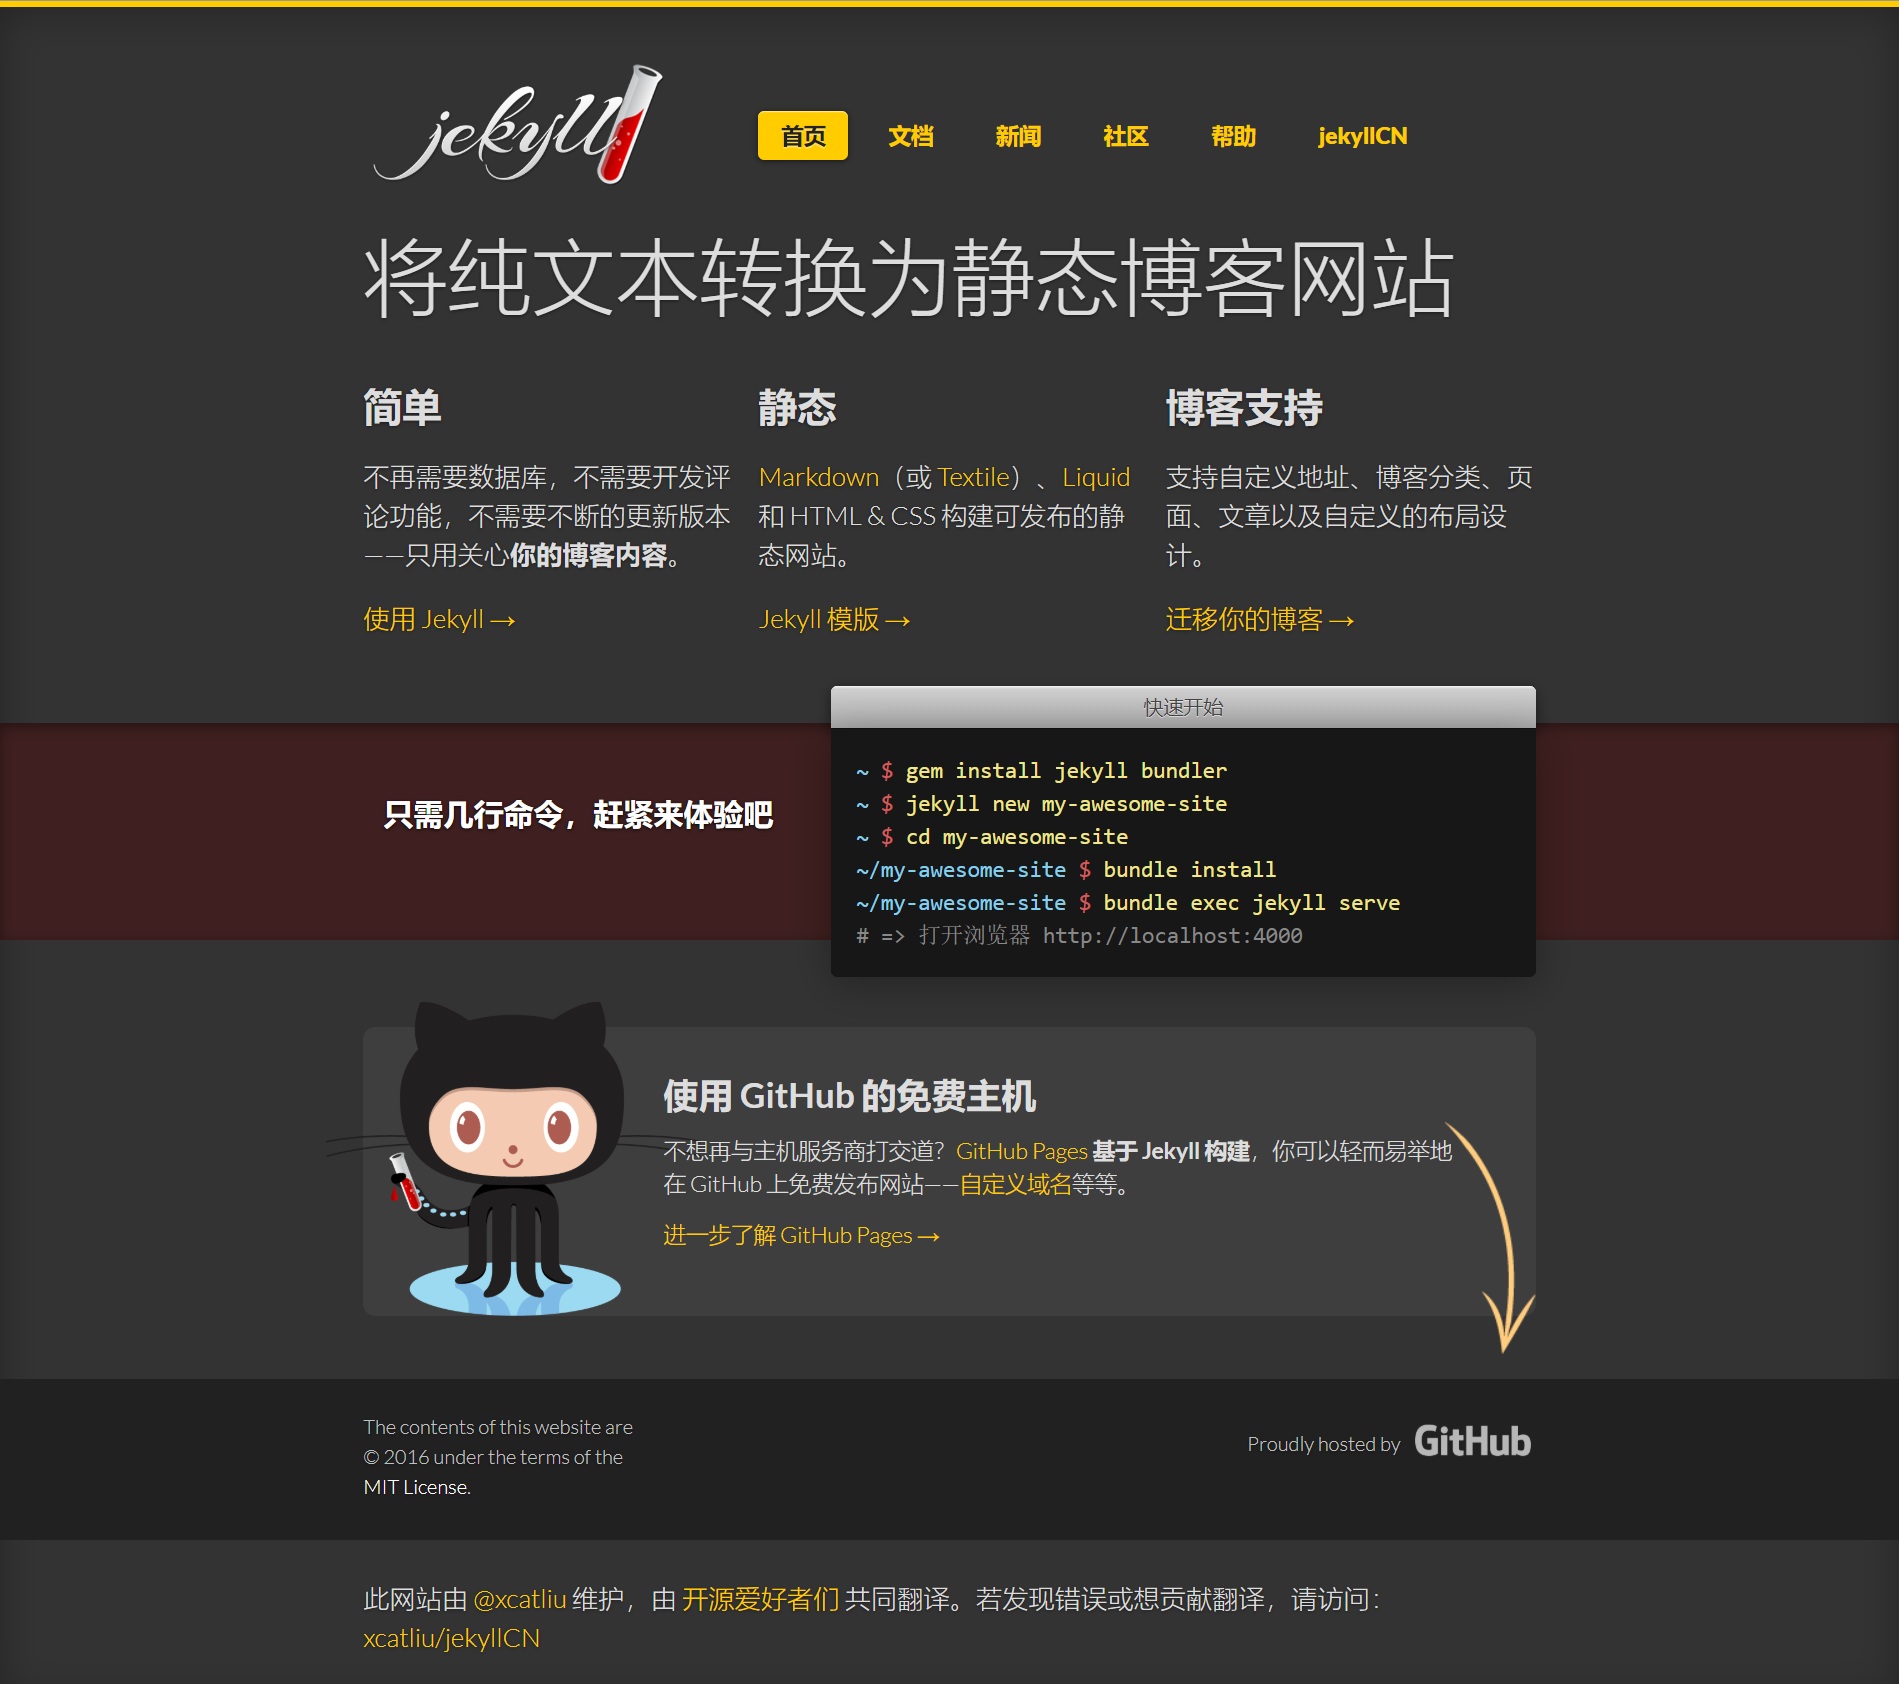 jekyll
首页 文档 新闻 社区 帮助 jekyllCN
将纯文本转换为静态博客网站
简单
不再需要数据库，不需要开发评
论功能，不需要不断的更新版本
——只用关心你的博客内容。
使用 Jekyll →
静态
Markdown（或 Textile）、Liquid
和 HTML & CSS 构建可发布的静
态网站。
Jekyll 模版 →
博客支持
支持自定义地址、博客分类、页
面、文章以及自定义的布局设
计。
迁移你的博客 →
只需几行命令，赶紧来体验吧
快速开始
~ $ gem install jekyll bundler
~ $ jekyll new my-awesome-site
~ $ cd my-awesome-site
~/my-awesome-site $ bundle install
~/my-awesome-site $ bundle exec jekyll serve
# => 打开浏览器 http://localhost:4000
使用 GitHub 的免费主机
不想再与主机服务商打交道？GitHub Pages 基于 Jekyll 构建，你可以轻而易举地
在 GitHub 上免费发布网站——自定义域名等等。
进一步了解 GitHub Pages →
The contents of this website are
© 2016 under the terms of the
MIT License.
Proudly hosted by GitHub
此网站由 @xcatliu 维护，由 开源爱好者们 共同翻译。若发现错误或想贡献翻译，请访问：
xcatliu/jekyllCN